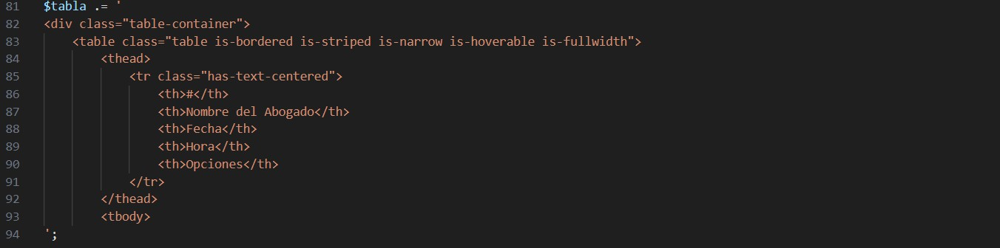 81 $tabla .= '
82 <div class="table-container">
83     <table class="table is-bordered is-striped is-narrow is-hoverable is-fullwidth">
84         <thead>
85             <tr class="has-text-centered">
86                 <th>#</th>
87                 <th>Nombre del Abogado</th>
88                 <th>Fecha</th>
89                 <th>Hora</th>
90                 <th>Opciones</th>
91             </tr>
92         </thead>
93         <tbody>
94 ';